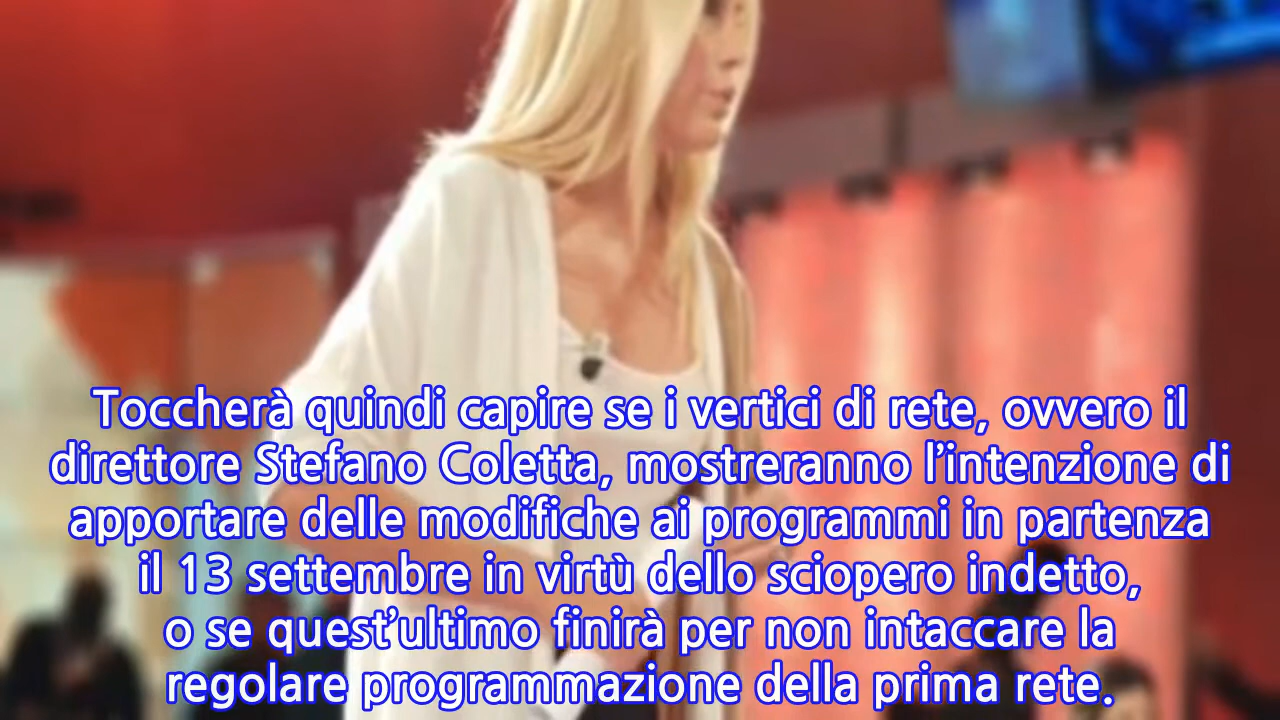 Toccherà quindi capire se i vertici di rete, ovvero il
direttore Stefano Coletta, mostreranno l'intenzione di
apportare delle modifiche ai programmi in partenza
il 13 settembre in virtù dello sciopero indetto,
o se quest'ultimo finirà per non intaccare la
regolare programmazione della prima rete.